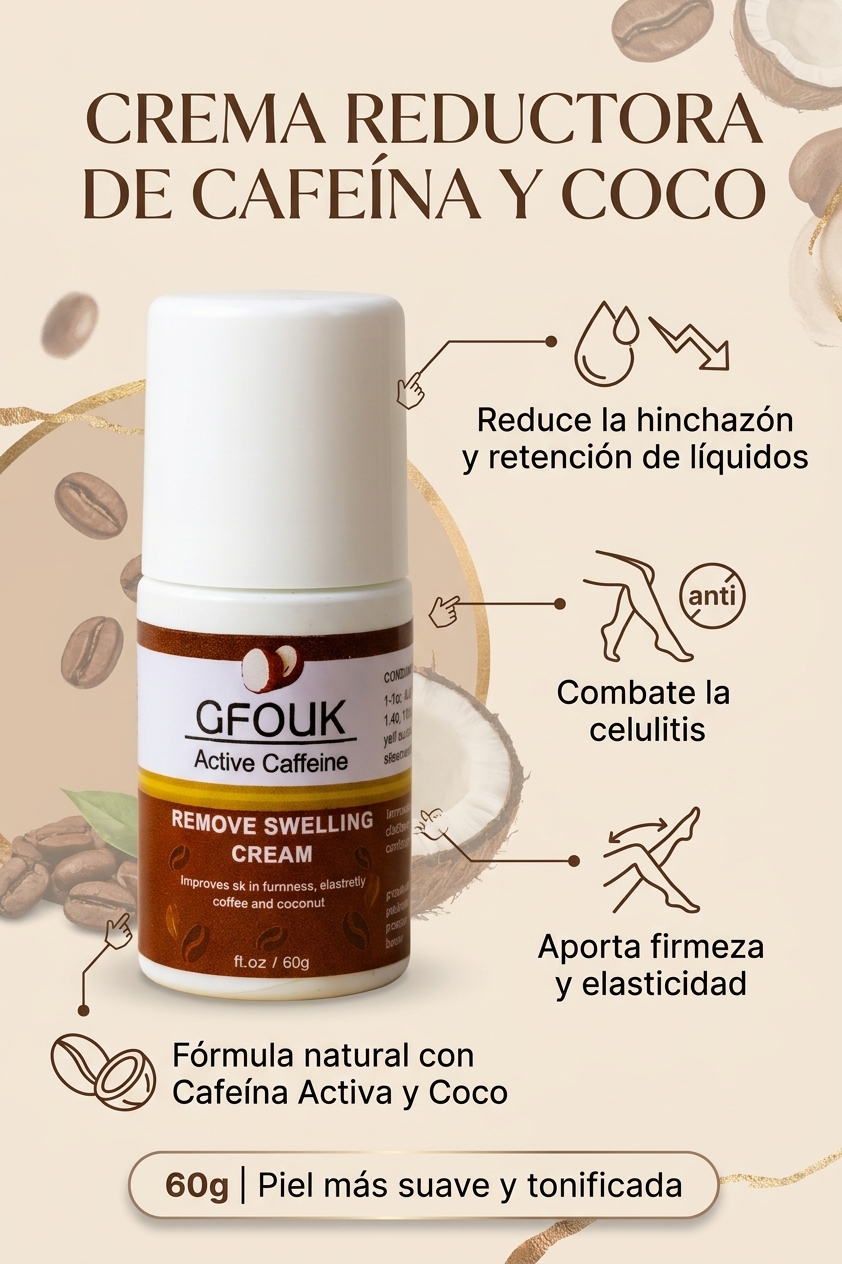 CREMA REDUCTORA
DE CAFEÍNA Y COCO
Reduce la hinchazón
y retención de líquidos
anti
Combate la
celulitis
GFOUK
Active Caffeine
REMOVE SWELLING
CREAM
Improves sk in furnness, elastretly
coffee and coconut
ft.oz / 60g
Aporta firmeza
y elasticidad
Fórmula natural con
Cafeína Activa y Coco
60g | Piel más suave y tonificada